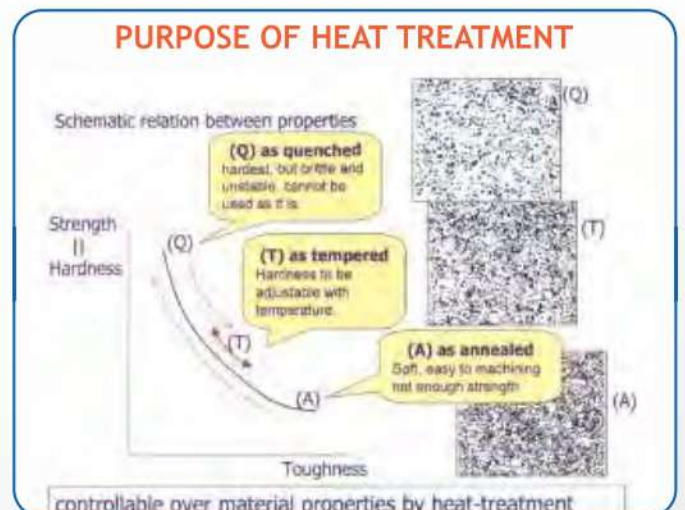 PURPOSE OF HEAT TREATMENT
Schematic relation between properties
(Q)
(Q) as quenched
hardest, but brittle and
unstable, cannot be
used as it is
(T)
Strength
||
Hardness
(Q)
(T) as tempered
Hardness to be
adjustable with
temperature.
(T)
(A) as annealed
Soft, easy to machining
not enough strength
(A)
(A)
Toughness
controllable over material properties by heat-treatment